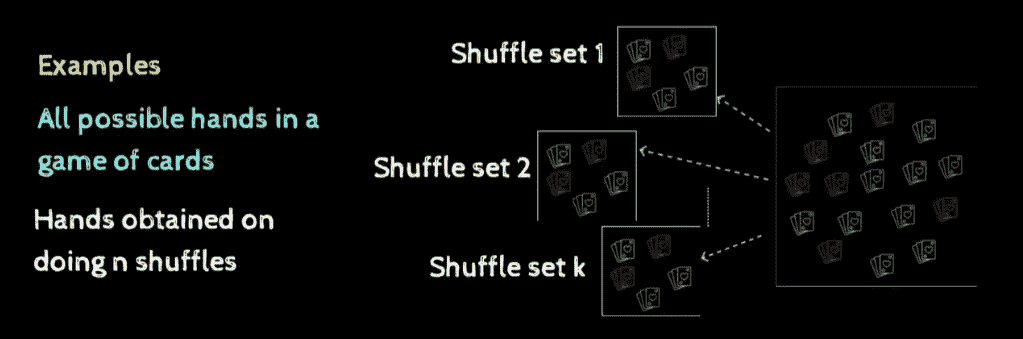 Examples
All possible hands in a
game of cards
Hands obtained on
doing n shuffles
Shuffle set 1
Shuffle set 2
Shuffle set k